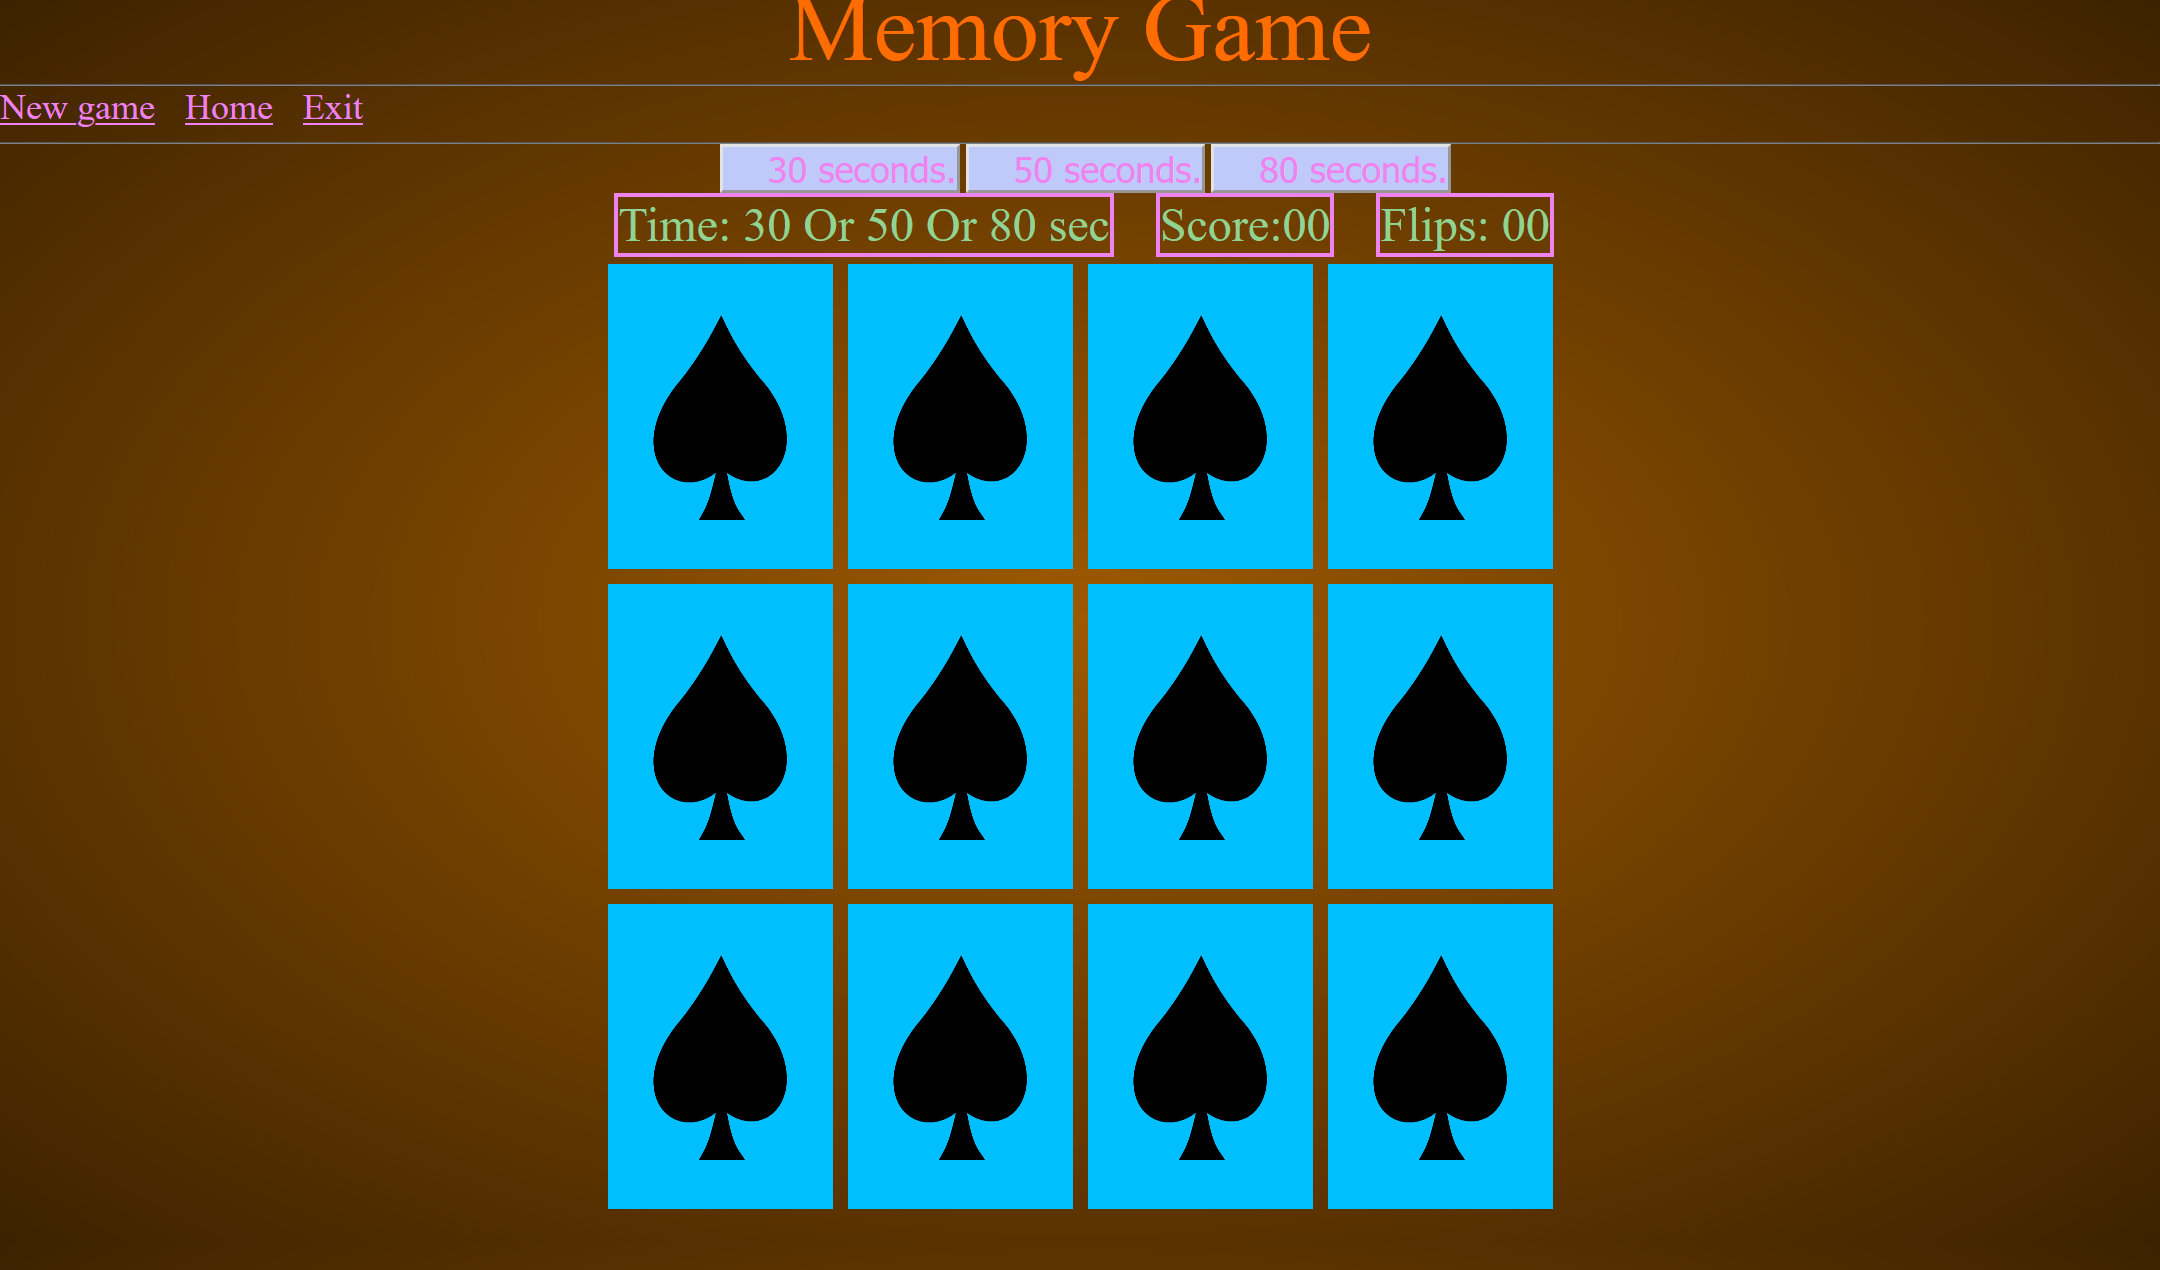 Memory Game
New game Home Exit
30 seconds. 50 seconds. 80 seconds.
Time: 30 Or 50 Or 80 sec Score:00 Flips: 00